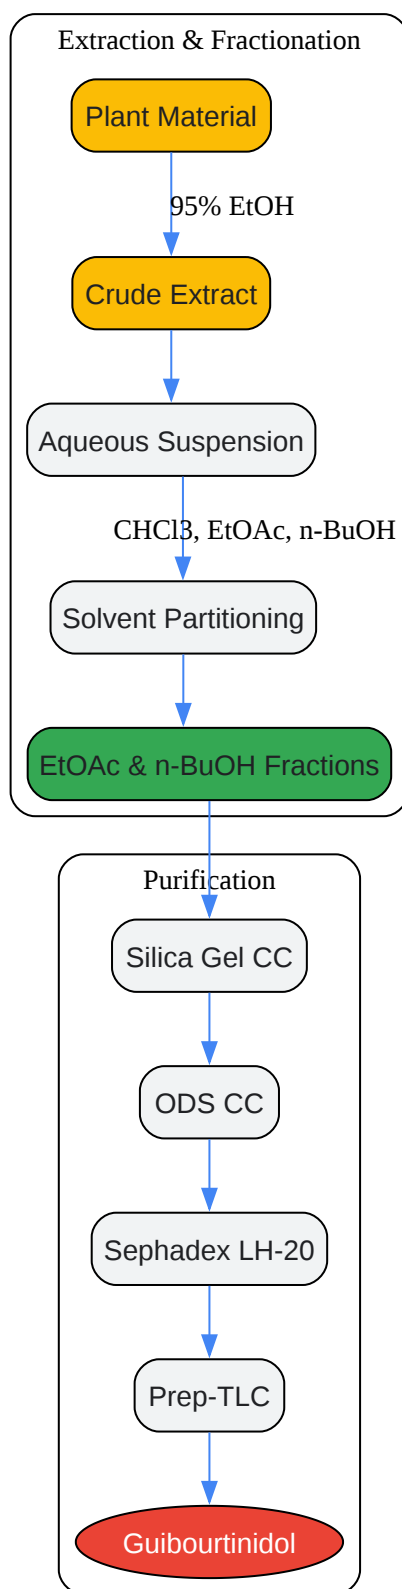 Extraction & Fractionation
Plant Material
95% EtOH
Crude Extract
Aqueous Suspension
CHCl3, EtOAc, n-BuOH
Solvent Partitioning
EtOAc & n-BuOH Fractions
Purification
Silica Gel CC
ODS CC
Sephadex LH-20
Prep-TLC
Guibourtinidol